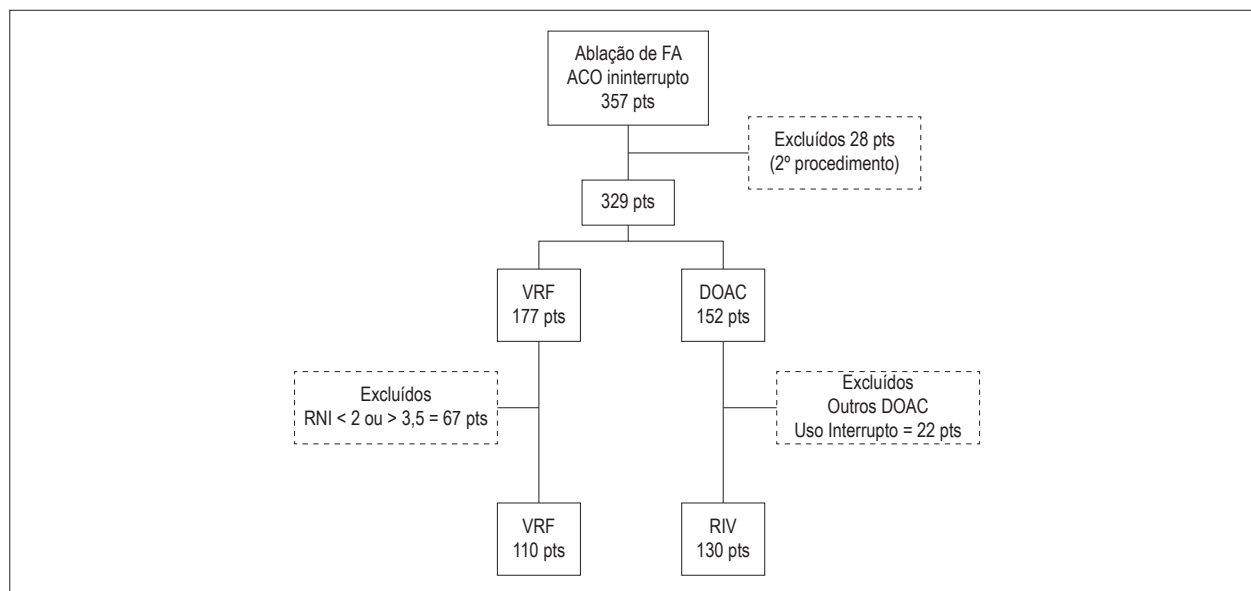 Ablação de FA
ACO ininterrupto
357 pts
Excluídos 28 pts
(2º procedimento)
329 pts
VRF
177 pts
DOAC
152 pts
Excluídos
RNI < 2 ou > 3,5 = 67 pts
Excluídos
Outros DOAC
Uso Interrupto = 22 pts
VRF
110 pts
RIV
130 pts